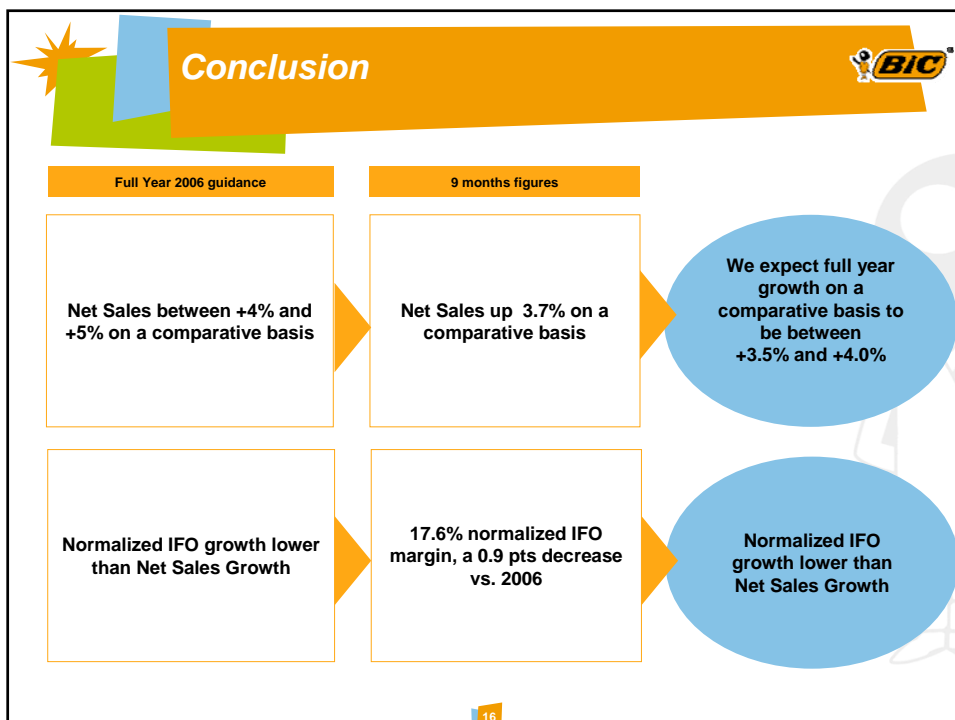 Conclusion
BIC
Full Year 2006 guidance
9 months figures
Net Sales between +4% and
+5% on a comparative basis
Net Sales up 3.7% on a
comparative basis
We expect full year
growth on a
comparative basis to
be between
+3.5% and +4.0%
Normalized IFO growth lower
than Net Sales Growth
17.6% normalized IFO
margin, a 0.9 pts decrease
vs. 2006
Normalized IFO
growth lower than
Net Sales Growth
16